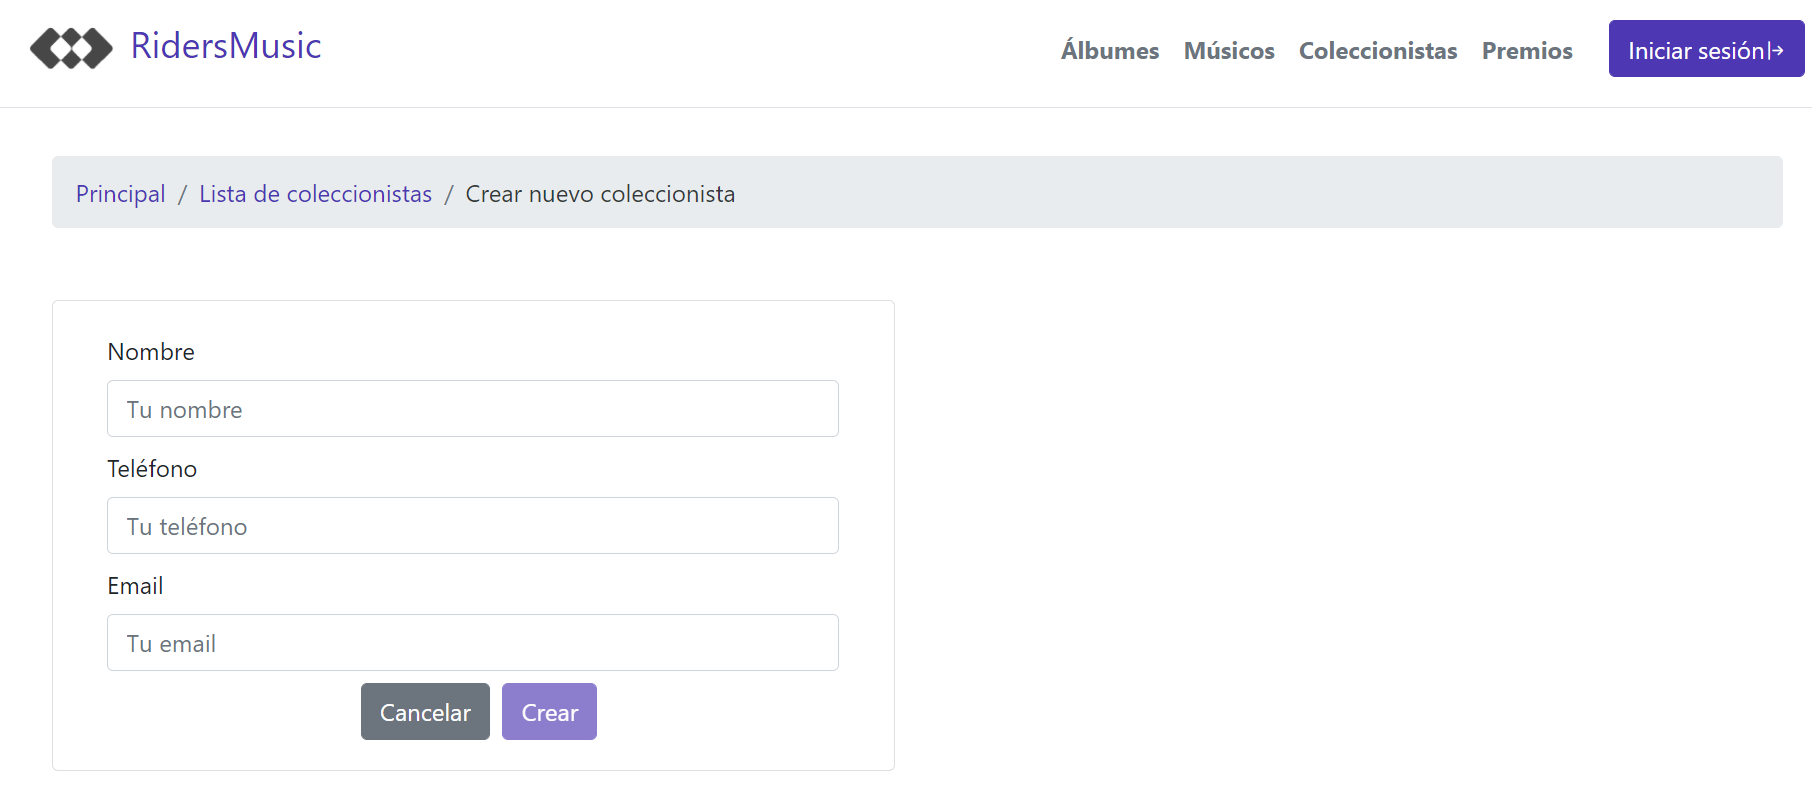 RidersMusic
Álbumes Músicos Coleccionistas Premios Iniciar sesión
Principal / Lista de coleccionistas / Crear nuevo coleccionista
Nombre
Tu nombre
Teléfono
Tu teléfono
Email
Tu email
Cancelar Crear